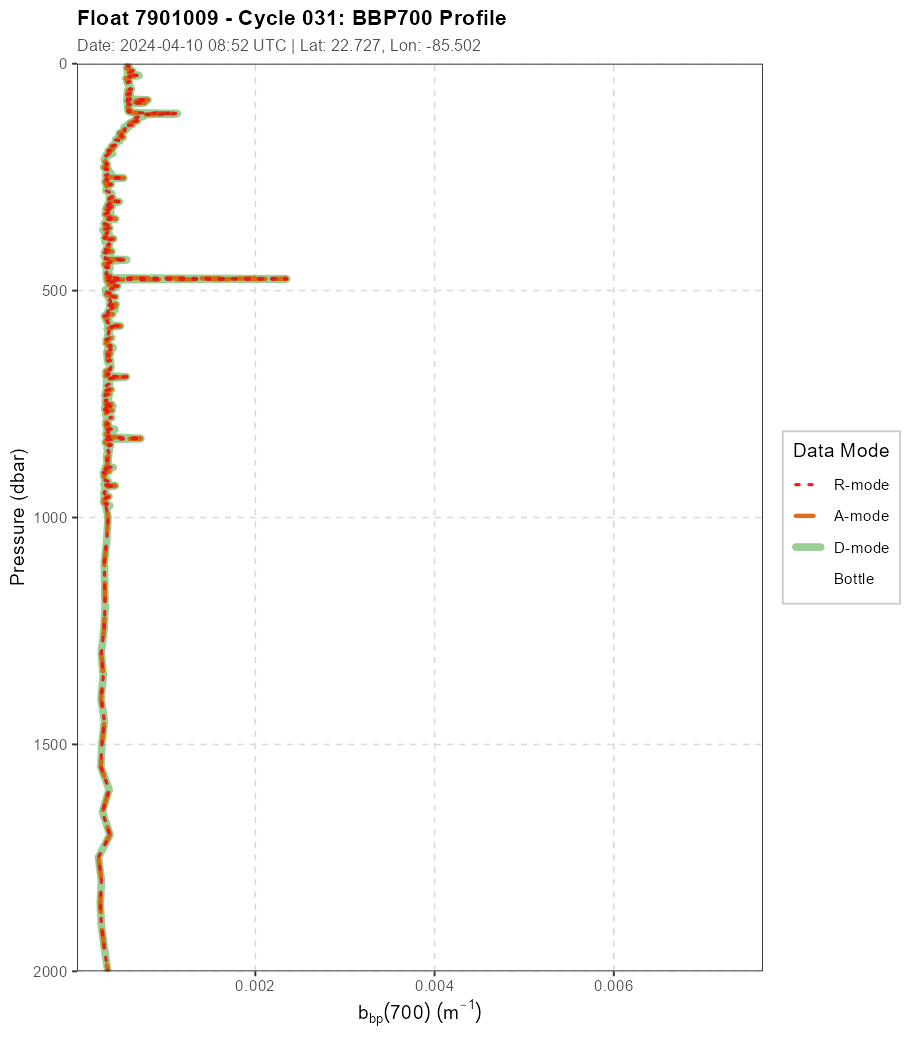 Float 7901009 - Cycle 031: BBP700 Profile
Date: 2024-04-10 08:52 UTC | Lat: 22.727, Lon: -85.502
0
500
1000
1500
2000
Pressure (dbar)
0.002
0.004
0.006
b_bp(700) (m⁻¹)
Data Mode
R-mode
A-mode
D-mode
Bottle